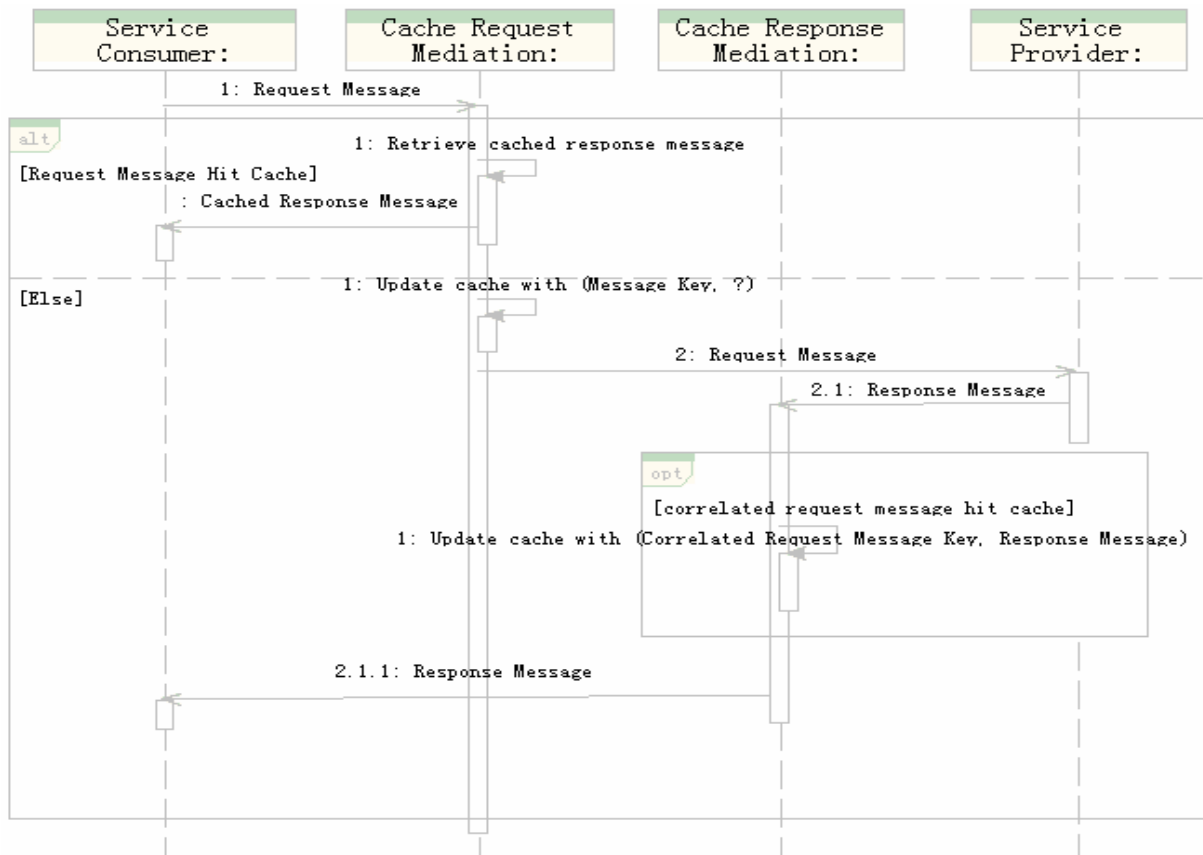 Service
Consumer:
Cache Request
Mediation:
Cache Response
Mediation:
Service
Provider:
1: Request Message
alt
1: Retrieve cached response message
[Request Message Hit Cache]
: Cached Response Message
1: Update cache with (Message Key, ?)
[Else]
2: Request Message
2.1: Response Message
opt
[correlated request message hit cache]
1: Update cache with (Correlated Request Message Key, Response Message)
2.1.1: Response Message